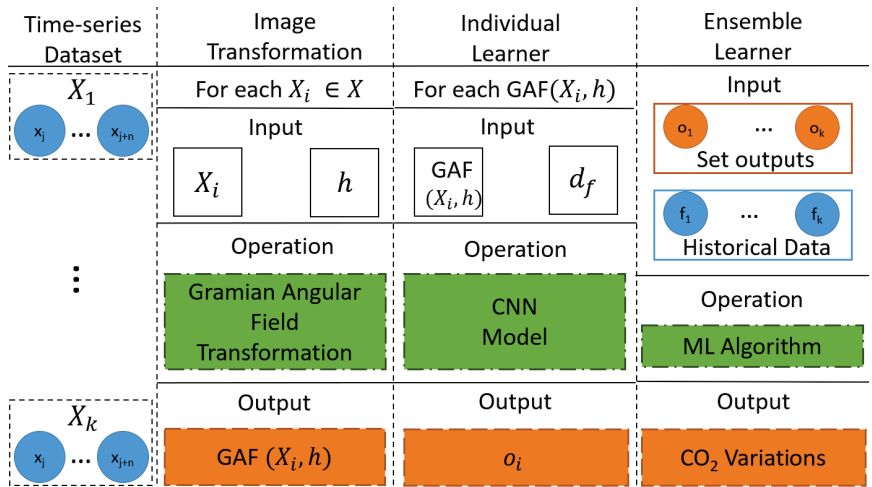 Time-series
Dataset
X₁
xⱼ ... xⱼ₊ₙ
⋮
Xₖ
xⱼ ... xⱼ₊ₙ
Image
Transformation
For each Xᵢ ∈ X
Input
Xᵢ
h
Operation
Gramian Angular
Field
Transformation
Output
GAF (Xᵢ, h)
Individual
Learner
For each GAF(Xᵢ, h)
Input
GAF
(Xᵢ, h)
d_f
Operation
CNN
Model
Output
oᵢ
Ensemble
Learner
Input
o₁ ... oₖ
Set outputs
f₁ ... fₖ
Historical Data
Operation
ML Algorithm
Output
CO₂ Variations